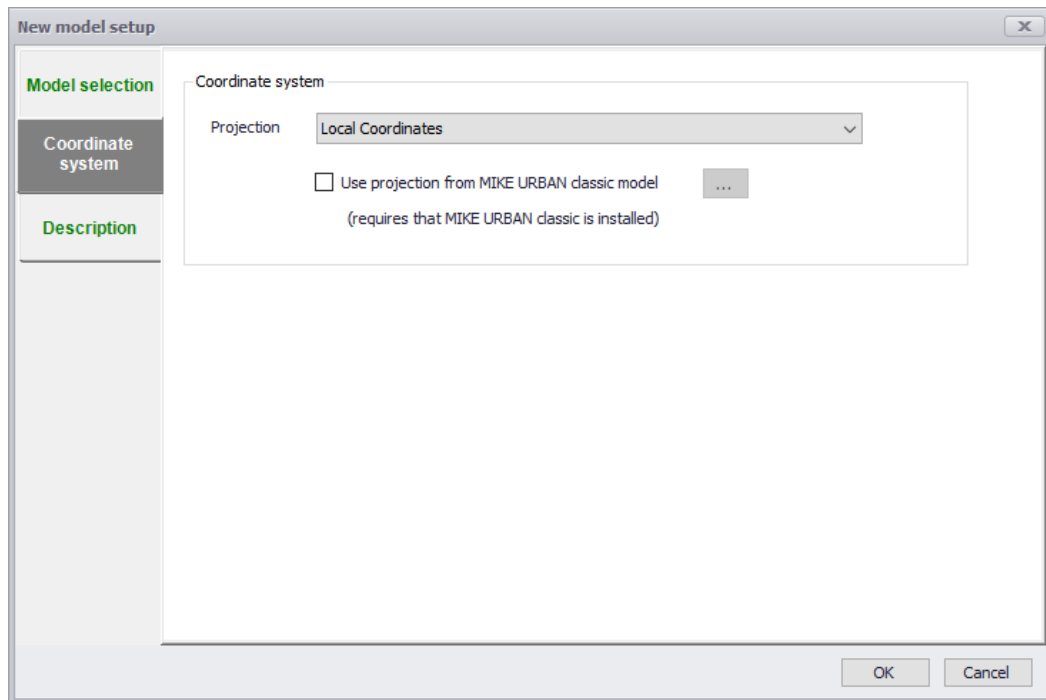 New model setup
Model selection
Coordinate
system
Description
Coordinate system
Projection
Local Coordinates
Use projection from MIKE URBAN classic model
...
(requires that MIKE URBAN classic is installed)
OK
Cancel